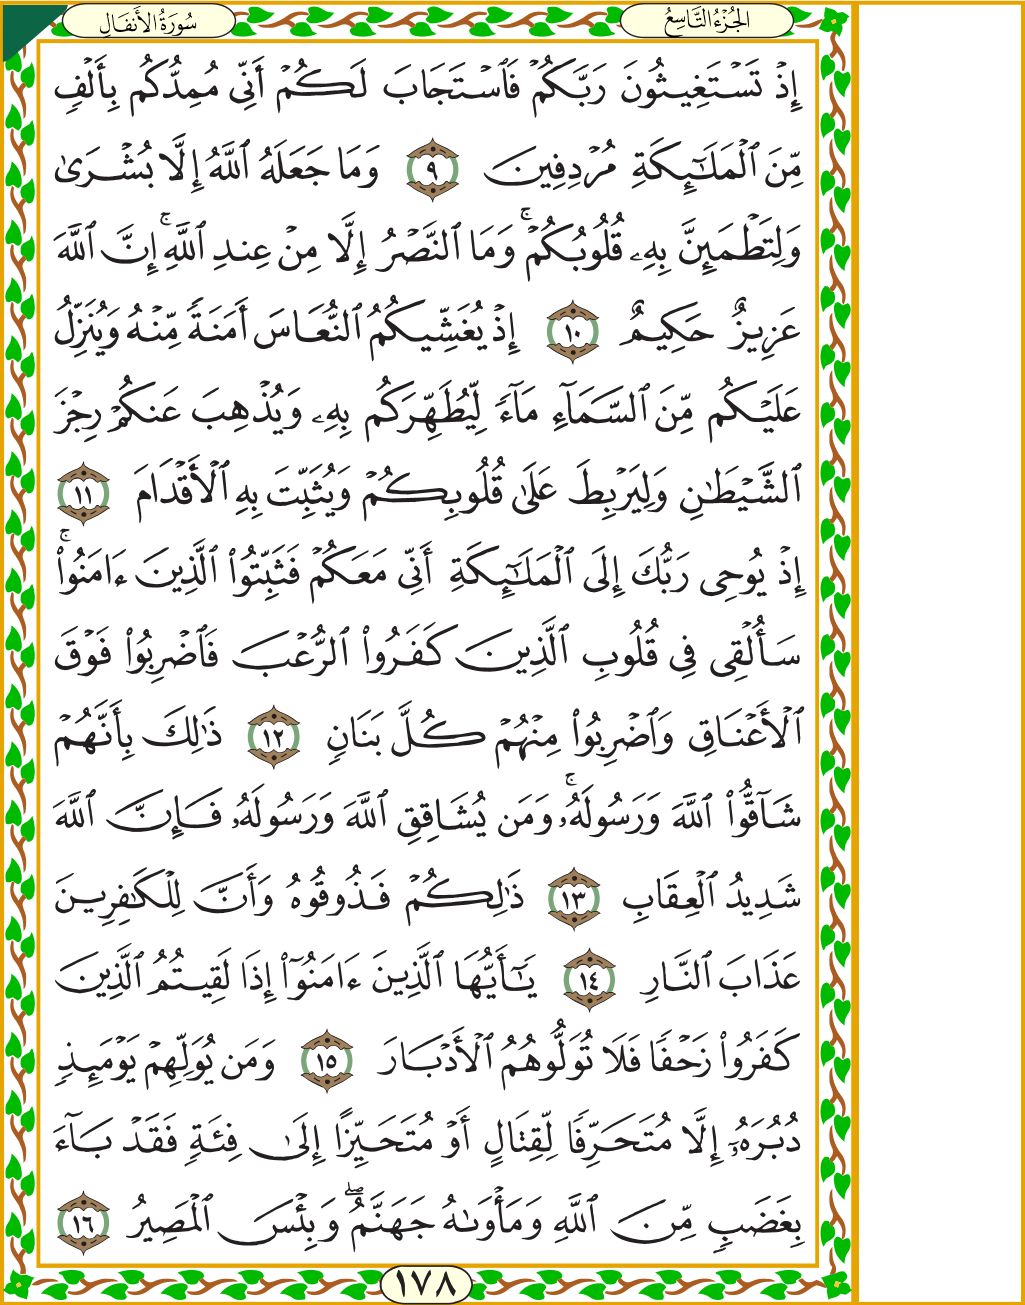 سُورَةُ الأَنفَالِ
الجُزْءُ التَّاسِعُ
إِذْ تَسْتَغِيثُونَ رَبَّكُمْ فَٱسْتَجَابَ لَكُمْ أَنِّى مُمِدُّكُم بِأَلْفٍ
مِّنَ ٱلْمَلَـٰٓئِكَةِ مُرْدِفِينَ ٩ وَمَا جَعَلَهُ ٱللَّهُ إِلَّا بُشْرَىٰ
وَلِتَطْمَئِنَّ بِهِۦ قُلُوبُكُمْ ۚ وَمَا ٱلنَّصْرُ إِلَّا مِنْ عِندِ ٱللَّهِ ۚ إِنَّ ٱللَّهَ
عَزِيزٌ حَكِيمٌ ١٠ إِذْ يُغَشِّيكُمُ ٱلنُّعَاسَ أَمَنَةً مِّنْهُ وَيُنَزِّلُ
عَلَيْكُم مِّنَ ٱلسَّمَآءِ مَآءً لِّيُطَهِّرَكُم بِهِۦ وَيُذْهِبَ عَنكُمْ رِجْزَ
ٱلشَّيْطَـٰنِ وَلِيَرْبِطَ عَلَىٰ قُلُوبِكُمْ وَيُثَبِّتَ بِهِ ٱلْأَقْدَامَ ١١
إِذْ يُوحِى رَبُّكَ إِلَى ٱلْمَلَـٰٓئِكَةِ أَنِّى مَعَكُمْ فَثَبِّتُوا۟ ٱلَّذِينَ ءَامَنُوا۟ ۚ
سَأُلْقِى فِى قُلُوبِ ٱلَّذِينَ كَفَرُوا۟ ٱلرُّعْبَ فَٱضْرِبُوا۟ فَوْقَ
ٱلْأَعْنَاقِ وَٱضْرِبُوا۟ مِنْهُمْ كُلَّ بَنَانٍ ١٢ ذَٰلِكَ بِأَنَّهُمْ
شَآقُّوا۟ ٱللَّهَ وَرَسُولَهُۥ ۚ وَمَن يُشَاقِقِ ٱللَّهَ وَرَسُولَهُۥ فَإِنَّ ٱللَّهَ
شَدِيدُ ٱلْعِقَابِ ١٣ ذَٰلِكُمْ فَذُوقُوهُ وَأَنَّ لِلْكَـٰفِرِينَ
عَذَابَ ٱلنَّارِ ١٤ يَـٰٓأَيُّهَا ٱلَّذِينَ ءَامَنُوٓا۟ إِذَا لَقِيتُمُ ٱلَّذِينَ
كَفَرُوا۟ زَحْفًا فَلَا تُوَلُّوهُمُ ٱلْأَدْبَارَ ١٥ وَمَن يُوَلِّهِمْ يَوْمَئِذٍ
دُبُرَهُۥٓ إِلَّا مُتَحَرِّفًا لِّقِتَالٍ أَوْ مُتَحَيِّزًا إِلَىٰ فِئَةٍ فَقَدْ بَآءَ
بِغَضَبٍ مِّنَ ٱللَّهِ وَمَأْوَىٰهُ جَهَنَّمُ ۖ وَبِئْسَ ٱلْمَصِيرُ ١٦
١٧٨